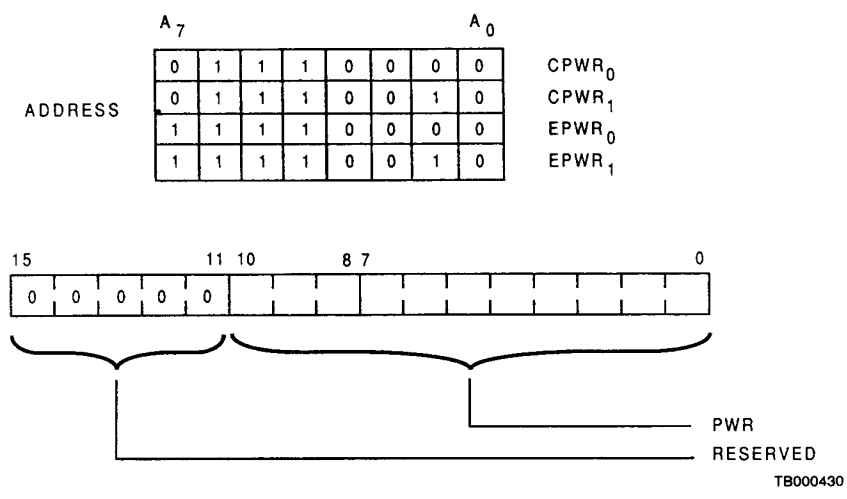 A7 A0
0 1 1 1 0 0 0 0 CPWR0
0 1 1 1 0 0 1 0 CPWR1
ADDRESS
1 1 1 1 0 0 0 0 EPWR0
1 1 1 1 0 0 1 0 EPWR1
15 11 10 8 7 0
0 0 0 0 0
PWR
RESERVED
TB000430